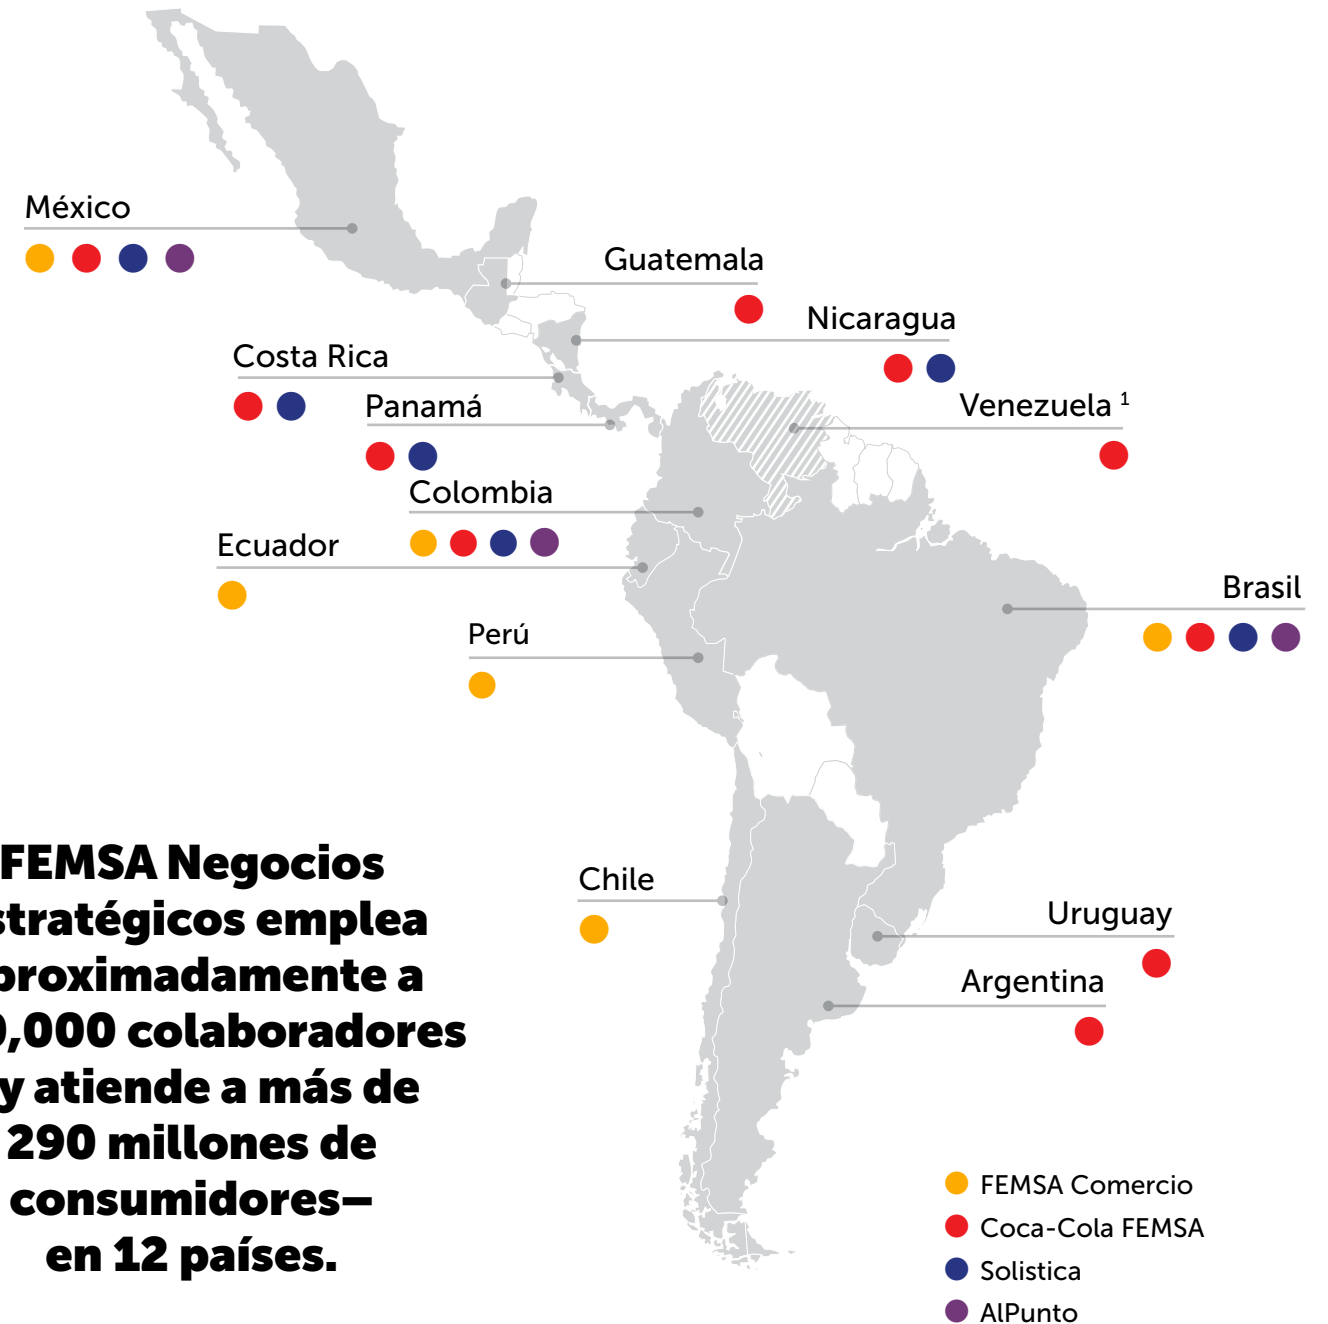 México
Guatemala
Nicaragua
Costa Rica
Panamá
Venezuela 1
Colombia
Ecuador
Brasil
Perú
Chile
Uruguay
Argentina
FEMSA Negocios
stratégicos emplea
proximadamente a
0,000 colaboradores
y atiende a más de
290 millones de
consumidores—
en 12 países.
FEMSA Comercio
Coca-Cola FEMSA
Solistica
AlPunto